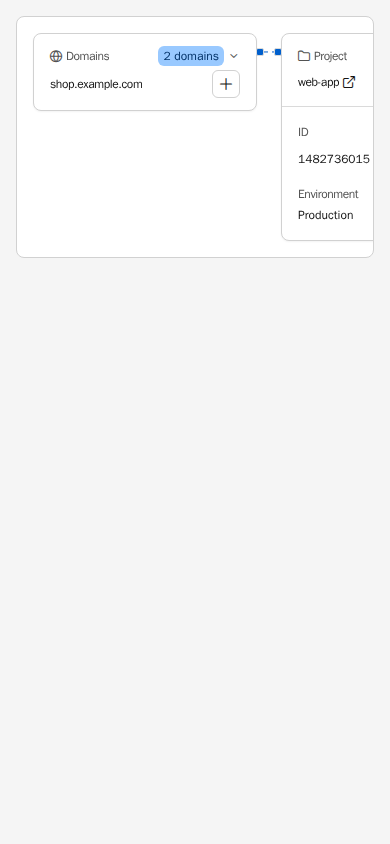 Domains
2 domains
shop.example.com
Project
web-app
ID
1482736015
Environment
Production